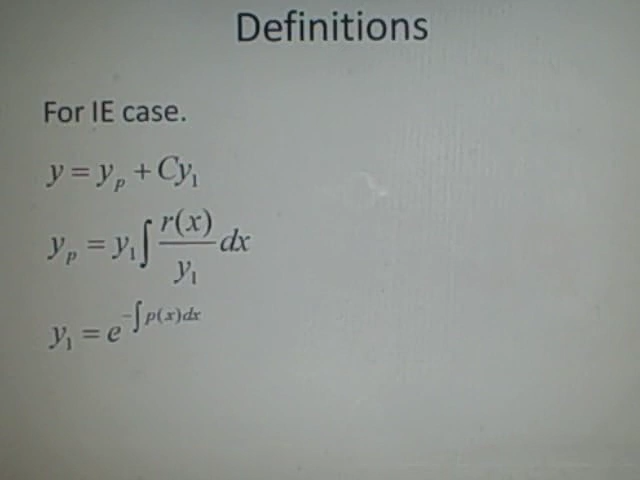 Definitions
For IE case.
y = y_p + Cy_1
y_p = y_1 ∫ r(x)/y_1 dx
y_1 = e^{-∫ p(x)dx}